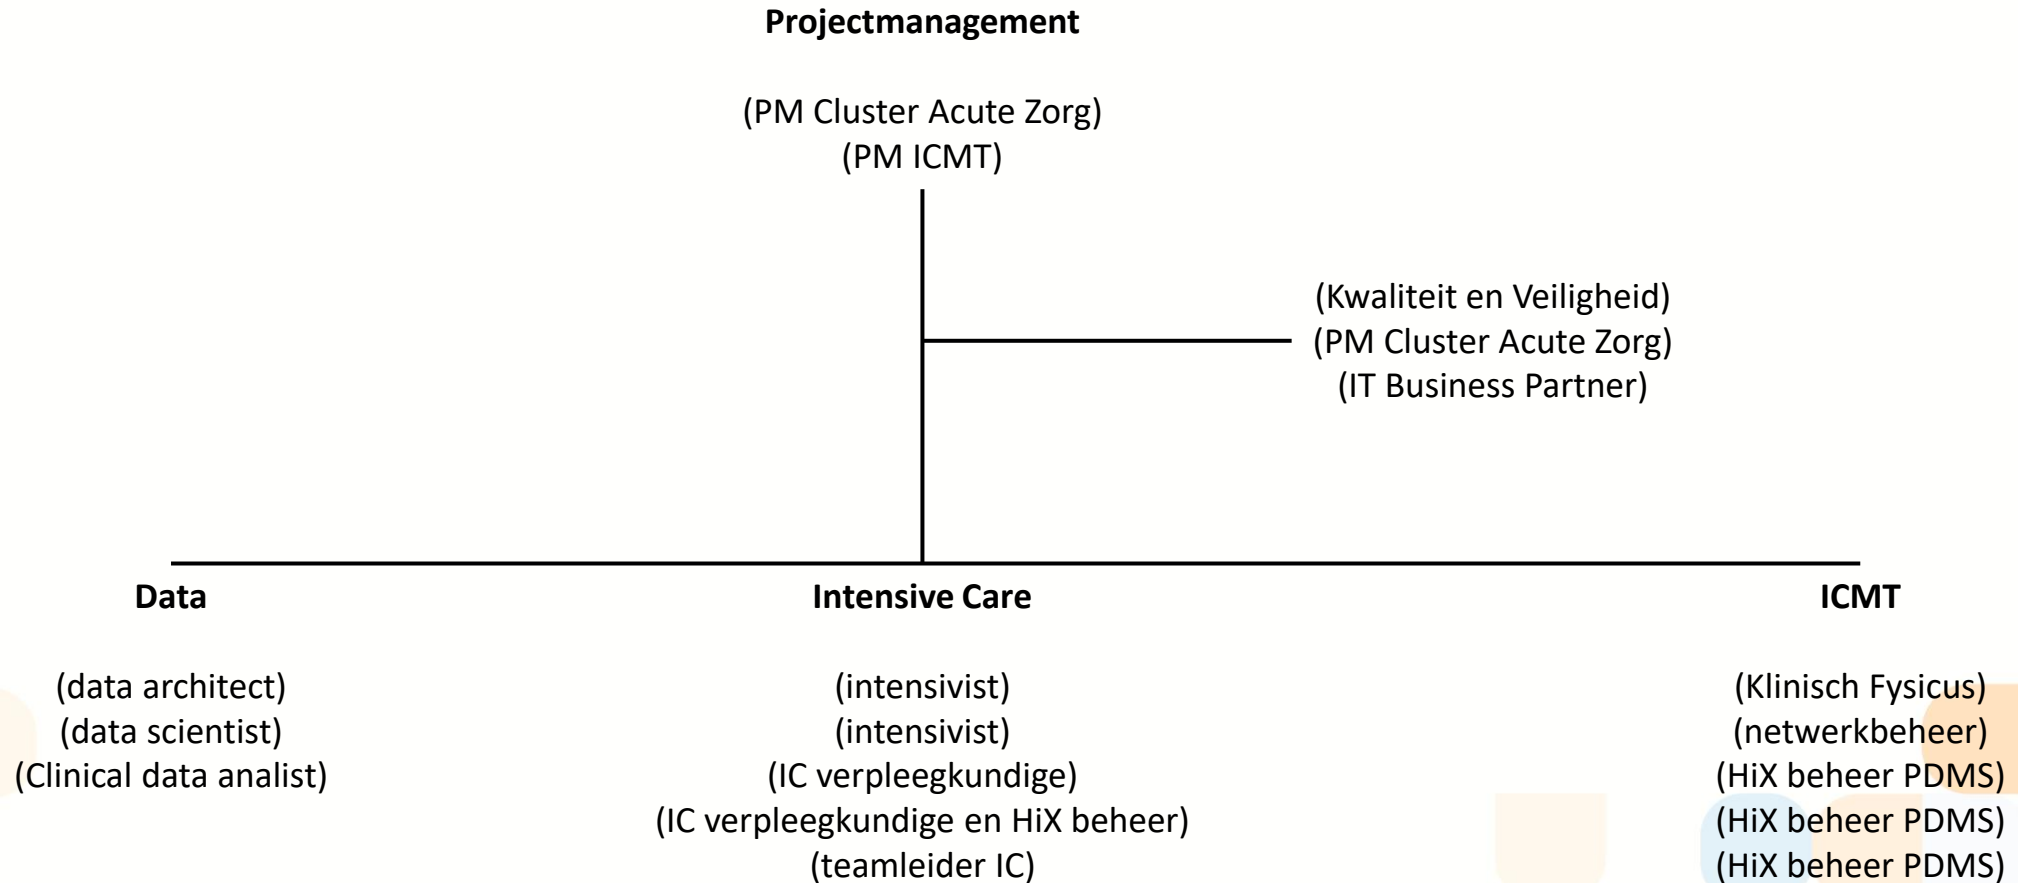 Projectmanagement
(PM Cluster Acute Zorg)
(PM ICMT)
(Kwaliteit en Veiligheid)
(PM Cluster Acute Zorg)
(IT Business Partner)
Data
(data architect)
(data scientist)
(Clinical data analist)
Intensive Care
(intensivist)
(intensivist)
(IC verpleegkundige)
(IC verpleegkundige en HiX beheer)
(teamleider IC)
ICMT
(Klinisch Fysicus)
(netwerkbeheer)
(HiX beheer PDMS)
(HiX beheer PDMS)
(HiX beheer PDMS)